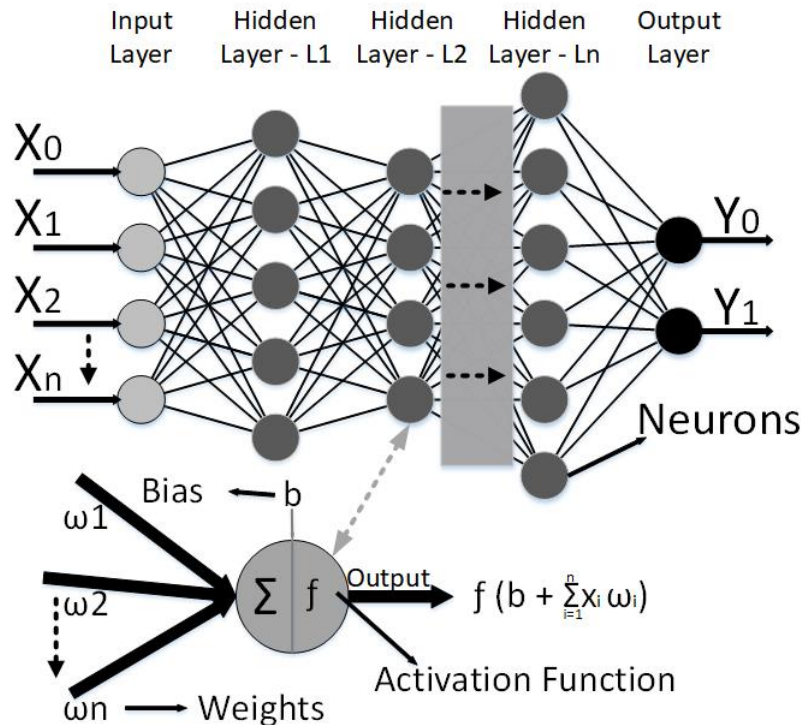 Input Layer
Hidden Layer - L1
Hidden Layer - L2
Hidden Layer - Ln
Output Layer
X0
X1
X2
Xn
Y0
Y1
Neurons
Bias
b
ω1
ω2
ωn
Weights
Σ ƒ
Output
ƒ (b + n∑i=1 xi ωi)
Activation Function